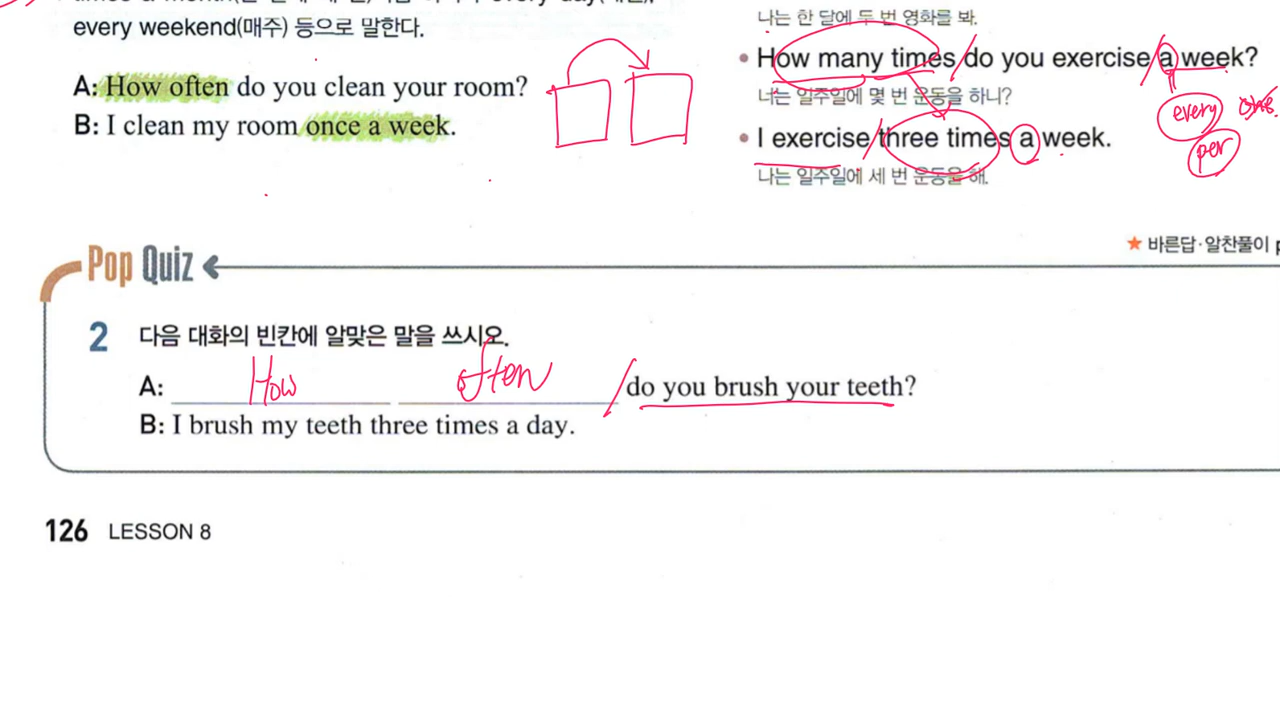 every weekend(매주) 등으로 말한다.
A: How often do you clean your room?
B: I clean my room once a week.
나는 한 달에 두 번 영화를 봐.
• How many times do you exercise a week?
너는 일주일에 몇 번 운동을 하니?
every one.
per
• I exercise three times a week.
나는 일주일에 세 번 운동을 해.
★ 바른답·알찬풀이 p
Pop Quiz
2 다음 대화의 빈칸에 알맞은 말을 쓰시오.
A: How often do you brush your teeth?
B: I brush my teeth three times a day.
126 LESSON 8